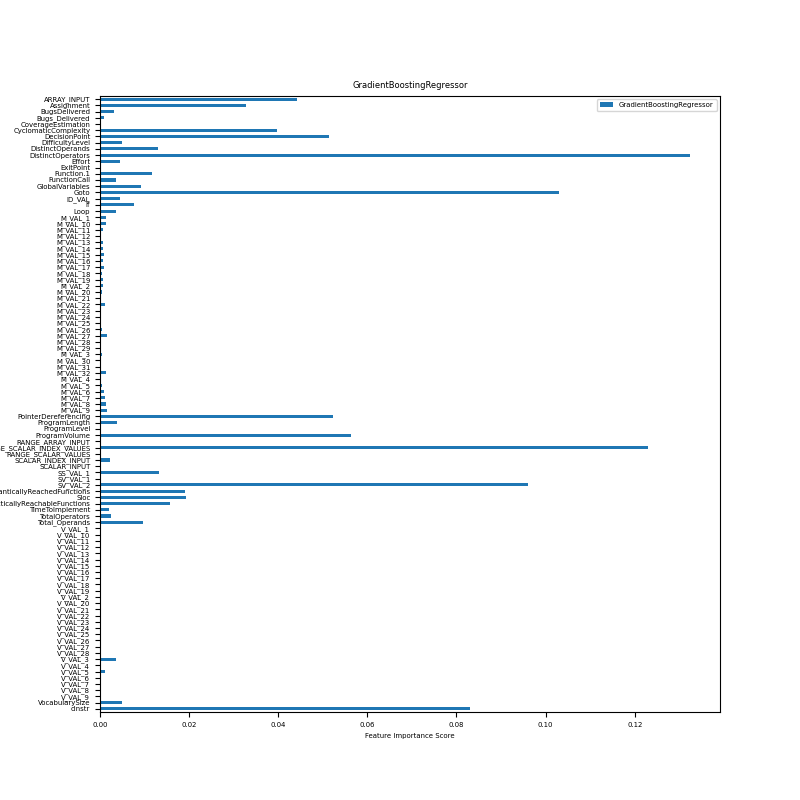 GradientBoostingRegressor
GradientBoostingRegressor
ARRAY_INPUT
Assignment
BugsDelivered
Bugs_Delivered
CoverageEstimation
CyclomaticComplexity
DecisionPoint
DifficultyLevel
DistinctOperands
DistinctOperators
Effort
ExitPoint
Function.1
FunctionCall
GlobalVariables
Goto
ID_VAL
If
Loop
M_VAL_1
M_VAL_10
M_VAL_11
M_VAL_12
M_VAL_13
M_VAL_14
M_VAL_15
M_VAL_16
M_VAL_17
M_VAL_18
M_VAL_19
M_VAL_2
M_VAL_20
M_VAL_21
M_VAL_22
M_VAL_23
M_VAL_24
M_VAL_25
M_VAL_26
M_VAL_27
M_VAL_28
M_VAL_29
M_VAL_3
M_VAL_30
M_VAL_31
M_VAL_32
M_VAL_4
M_VAL_5
M_VAL_6
M_VAL_7
M_VAL_8
M_VAL_9
PointerDereferencing
ProgramLength
ProgramLevel
ProgramVolume
RANGE_ARRAY_INPUT
E_SCALAR_INDEX_VALUES
RANGE_SCALAR_VALUES
SCALAR_INDEX_INPUT
SCALAR_INPUT
SS_VAL_1
SV_VAL_1
SV_VAL_2
anticallyReachedFunctions
Sloc
ticallyReachableFunctions
TimeToImplement
TotalOperators
Total_Operands
V_VAL_1
V_VAL_10
V_VAL_11
V_VAL_12
V_VAL_13
V_VAL_14
V_VAL_15
V_VAL_16
V_VAL_17
V_VAL_18
V_VAL_19
V_VAL_2
V_VAL_20
V_VAL_21
V_VAL_22
V_VAL_23
V_VAL_24
V_VAL_25
V_VAL_26
V_VAL_27
V_VAL_28
V_VAL_3
V_VAL_4
V_VAL_5
V_VAL_6
V_VAL_7
V_VAL_8
V_VAL_9
VocabularySize
cinstr
0.00 0.02 0.04 0.06 0.08 0.10 0.12
Feature Importance Score